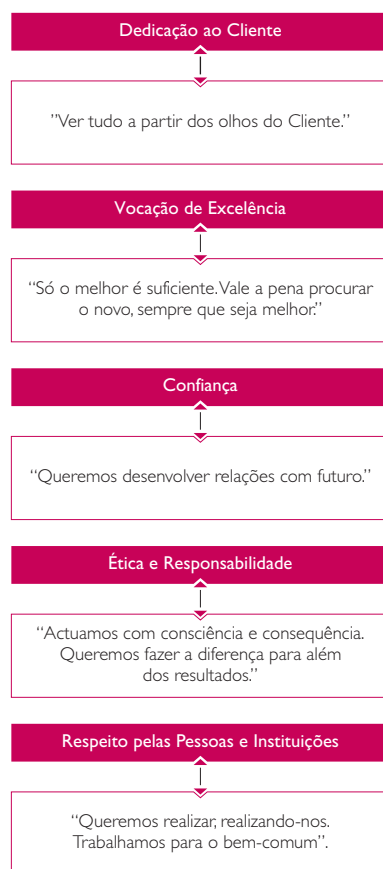 Dedicação ao Cliente
”Ver tudo a partir dos olhos do Cliente.”
Vocação de Excelência
“Só o melhor é suficiente. Vale a pena procurar
o novo, sempre que seja melhor.”
Confiança
“Queremos desenvolver relações com futuro.”
Ética e Responsabilidade
“Actuamos com consciência e consequência.
Queremos fazer a diferença para além
dos resultados.”
Respeito pelas Pessoas e Instituições
“Queremos realizar, realizando-nos.
Trabalhamos para o bem-comum”.